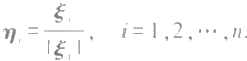 η_i = ξ_i / |ξ_i| ,  i = 1 , 2 , ⋯ , n.